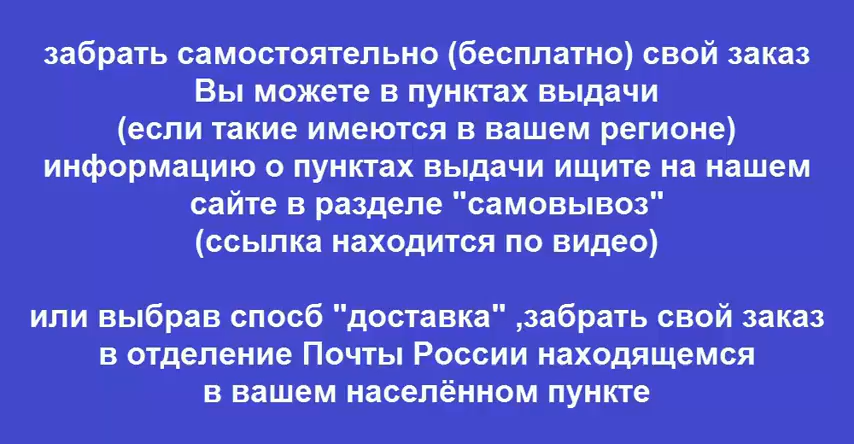 забрать самостоятельно (бесплатно) свой заказ
Вы можете в пунктах выдачи
(если такие имеются в вашем регионе)
информацию о пунктах выдачи ищите на нашем
сайте в разделе "самовывоз"
(ссылка находится по видео)
или выбрав спосб "доставка" ,забрать свой заказ
в отделение Почты России находящемся
в вашем населённом пункте